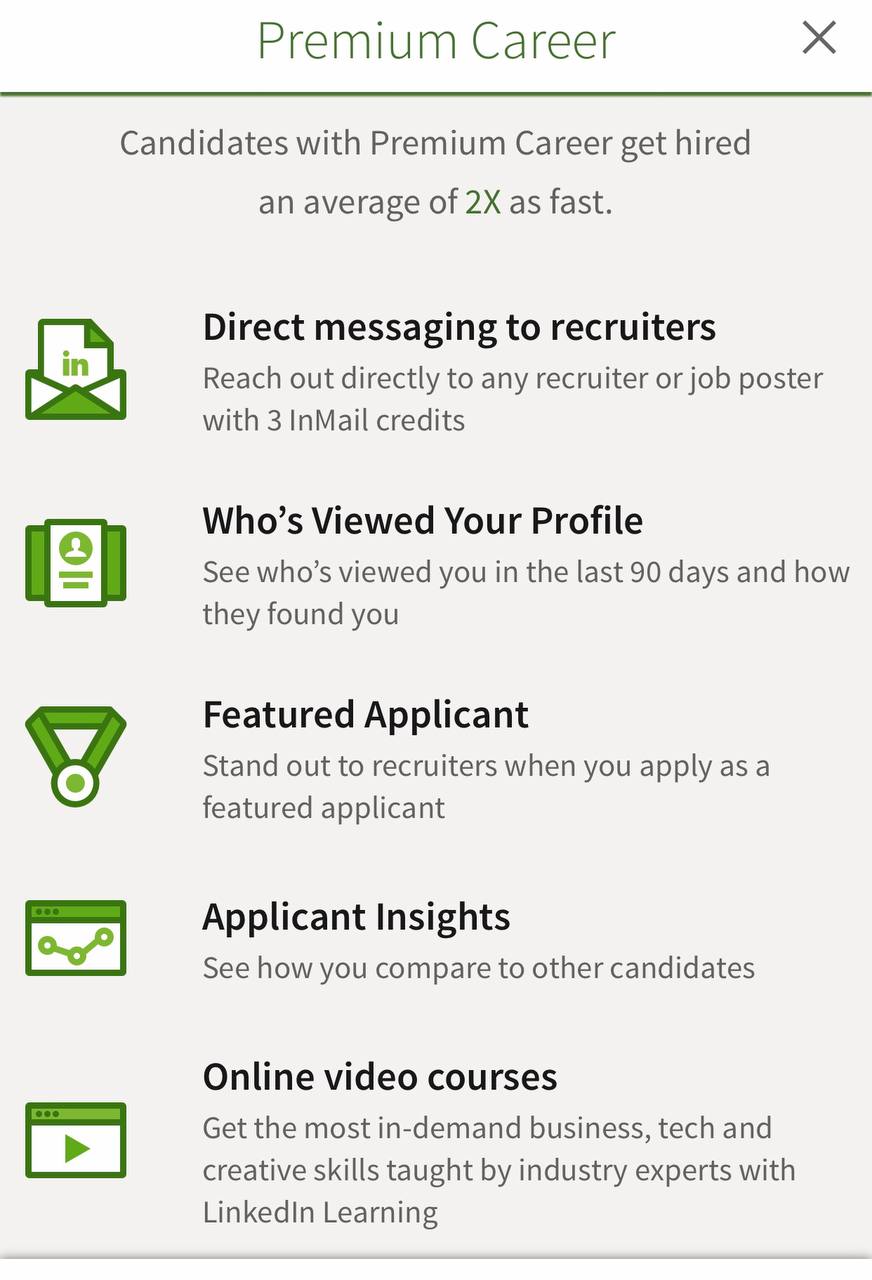 Premium Career
Candidates with Premium Career get hired
an average of 2X as fast.
in
Direct messaging to recruiters
Reach out directly to any recruiter or job poster
with 3 InMail credits
Who’s Viewed Your Profile
See who’s viewed you in the last 90 days and how
they found you
Featured Applicant
Stand out to recruiters when you apply as a
featured applicant
Applicant Insights
See how you compare to other candidates
Online video courses
Get the most in-demand business, tech and
creative skills taught by industry experts with
LinkedIn Learning